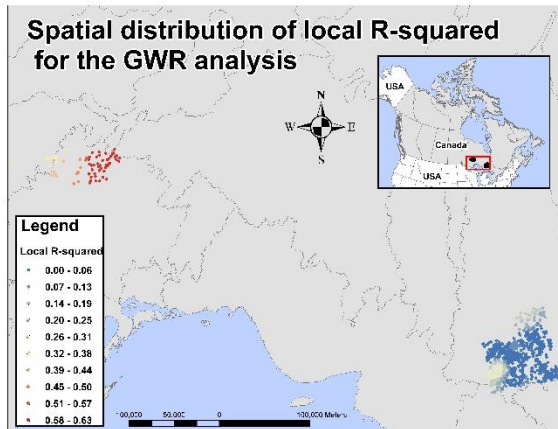 Spatial distribution of local R-squared
for the GWR analysis
N
W
E
S
USA
Canada
USA
Legend
Local R-squared
0.00 - 0.06
0.07 - 0.13
0.14 - 0.19
0.20 - 0.25
0.26 - 0.31
0.32 - 0.38
0.39 - 0.44
0.45 - 0.50
0.51 - 0.57
0.58 - 0.63
100,000 50,000 0 100,000 Meters